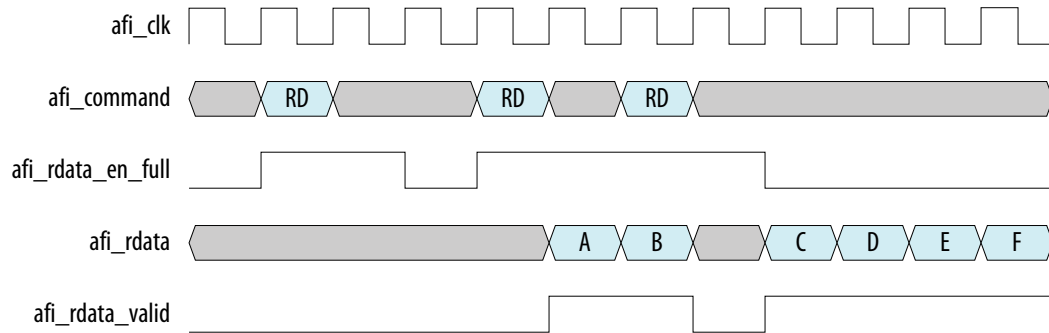 afi_clk
afi_command RD RD RD
afi_rdata_en_full
afi_rdata A B C D E F
afi_rdata_valid